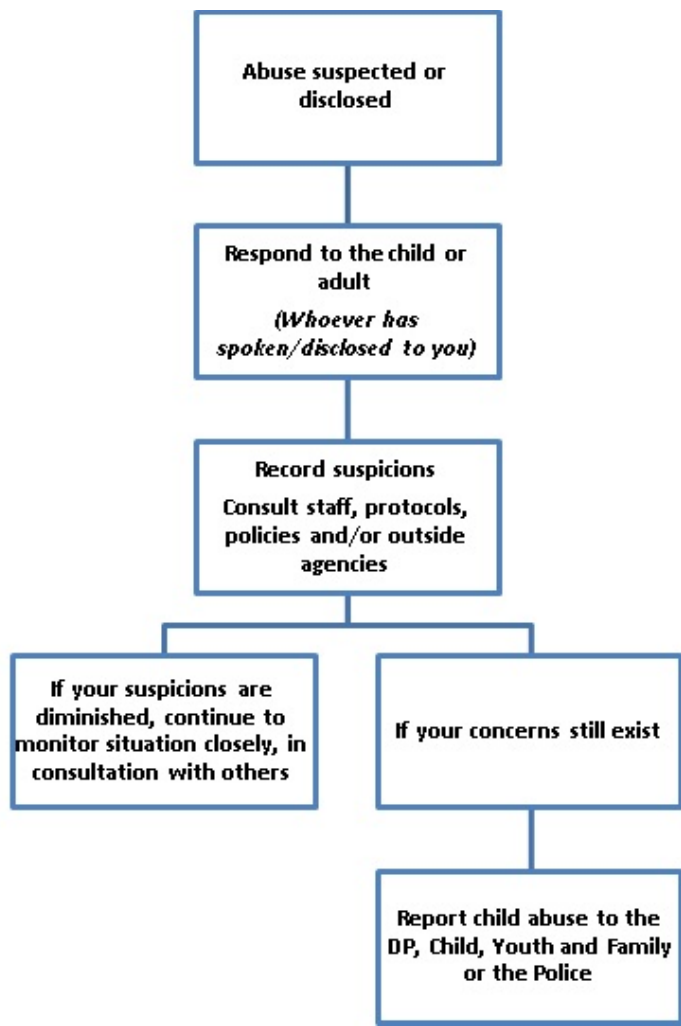 Abuse suspected or
disclosed
Respond to the child or
adult
(Whoever has
spoken/disclosed to you)
Record suspicions
Consult staff, protocols,
policies and/or outside
agencies
If your suspicions are
diminished, continue to
monitor situation closely, in
consultation with others
If your concerns still exist
Report child abuse to the
DP, Child, Youth and Family
or the Police